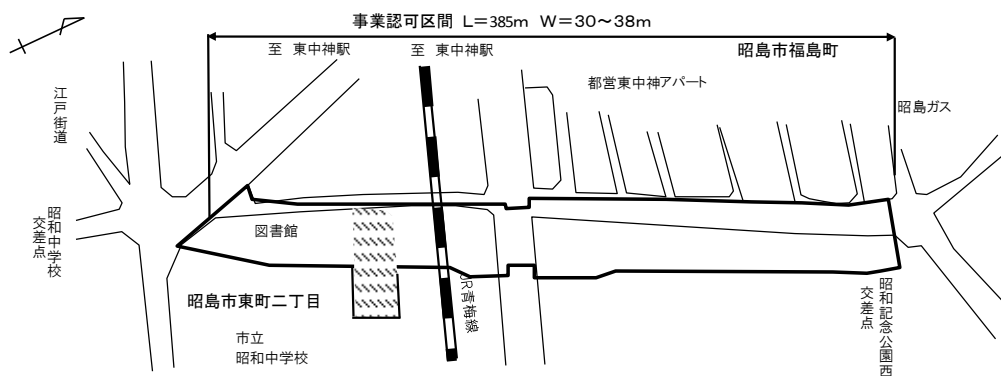 事業認可区間 L=385m W=30～38m
至 東中神駅
至 東中神駅
昭島市福島町
都営東中神アパート
昭島ガス
江戸街道
昭和中学校
交差点
図書館
昭島市東町二丁目
市立
昭和中学校
JR青梅線
昭和記念公園西
交差点